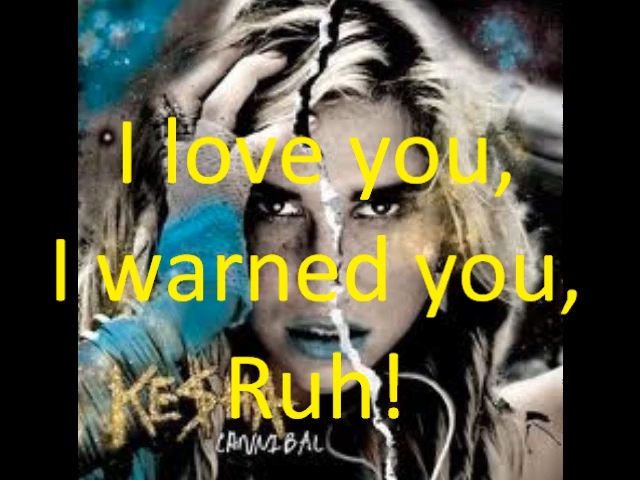 I love you,
I warned you,
Ruh!
KE$HA
CANNIBAL